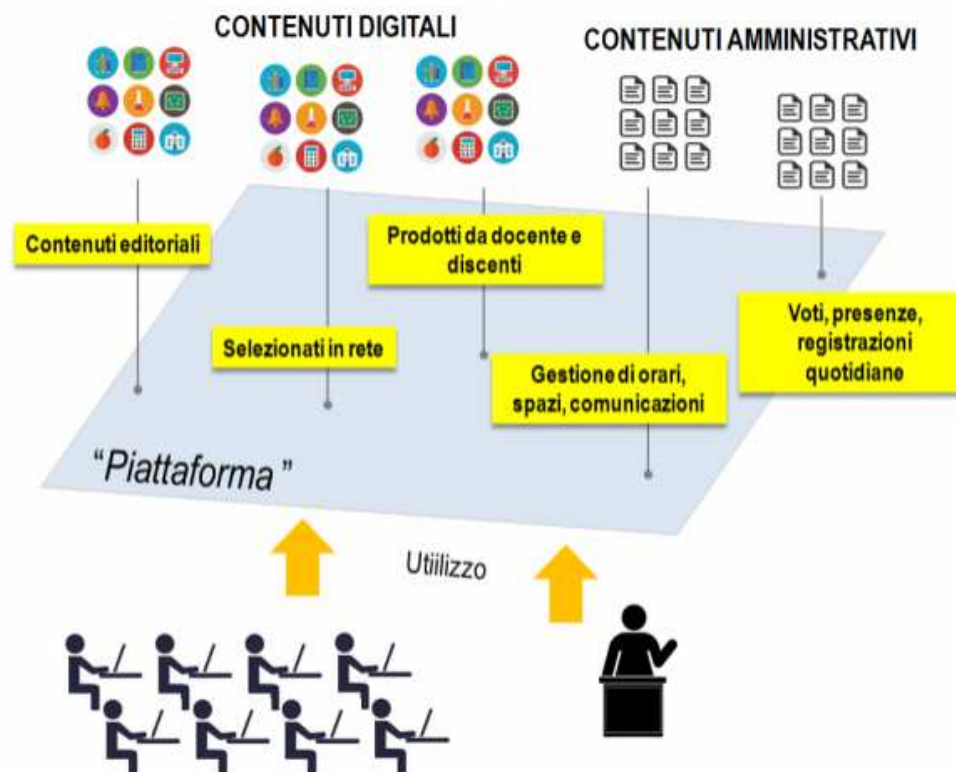 CONTENUTI DIGITALI
CONTENUTI AMMINISTRATIVI
Contenuti editoriali
Prodotti da docente e
discenti
Selezionati in rete
Voti, presenze,
registrazioni
quotidiane
Gestione di orari,
spazi, comunicazioni
“Piattaforma ”
Utiilizzo